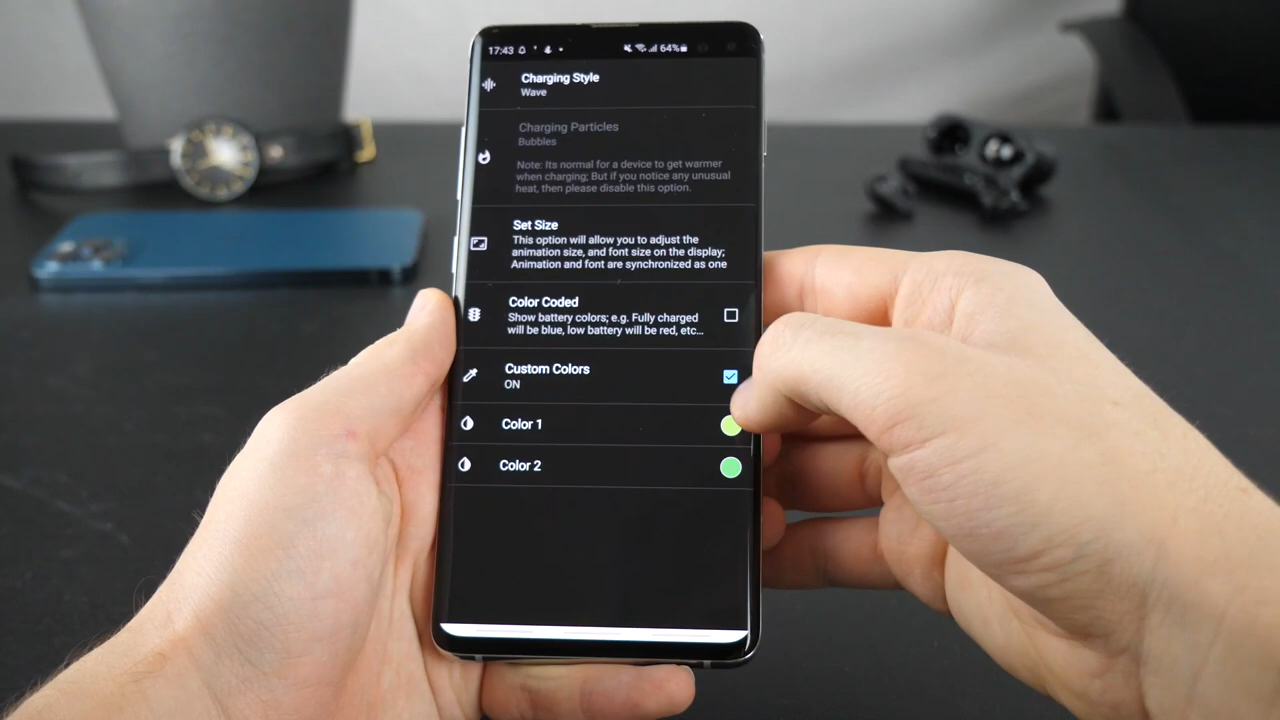 17:43 64%
Charging Style
Wave
Charging Particles
Bubbles
Note: Its normal for a device to get warmer
when charging; But if you notice any unusual
heat, then please disable this option.
Set Size
This option will allow you to adjust the
animation size, and font size on the display;
Animation and font are synchronized as one
Color Coded
Show battery colors; e.g. Fully charged
will be blue, low battery will be red, etc...
Custom Colors
ON
Color 1
Color 2